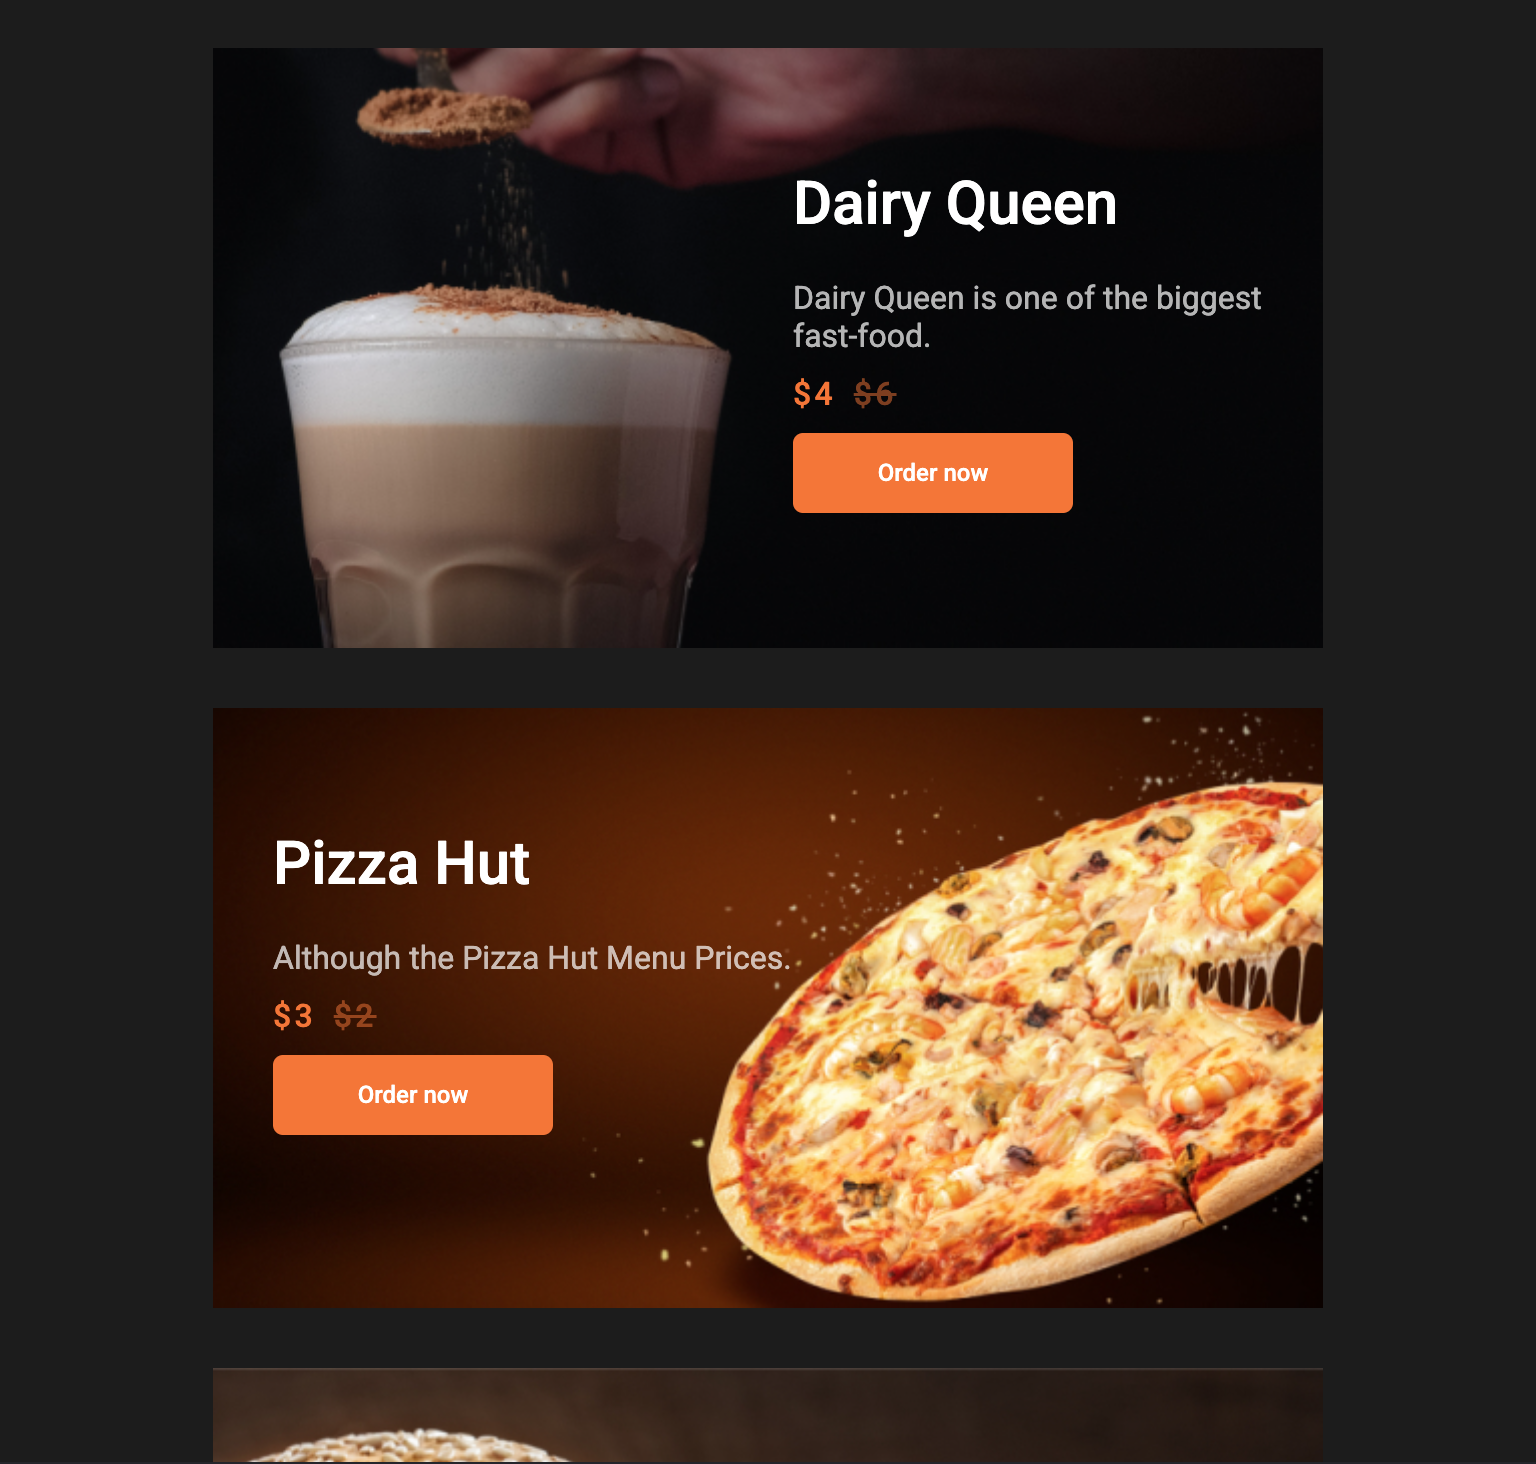 Dairy Queen
Dairy Queen is one of the biggest
fast-food.
$4 $6
Order now
Pizza Hut
Although the Pizza Hut Menu Prices.
$3 $2
Order now